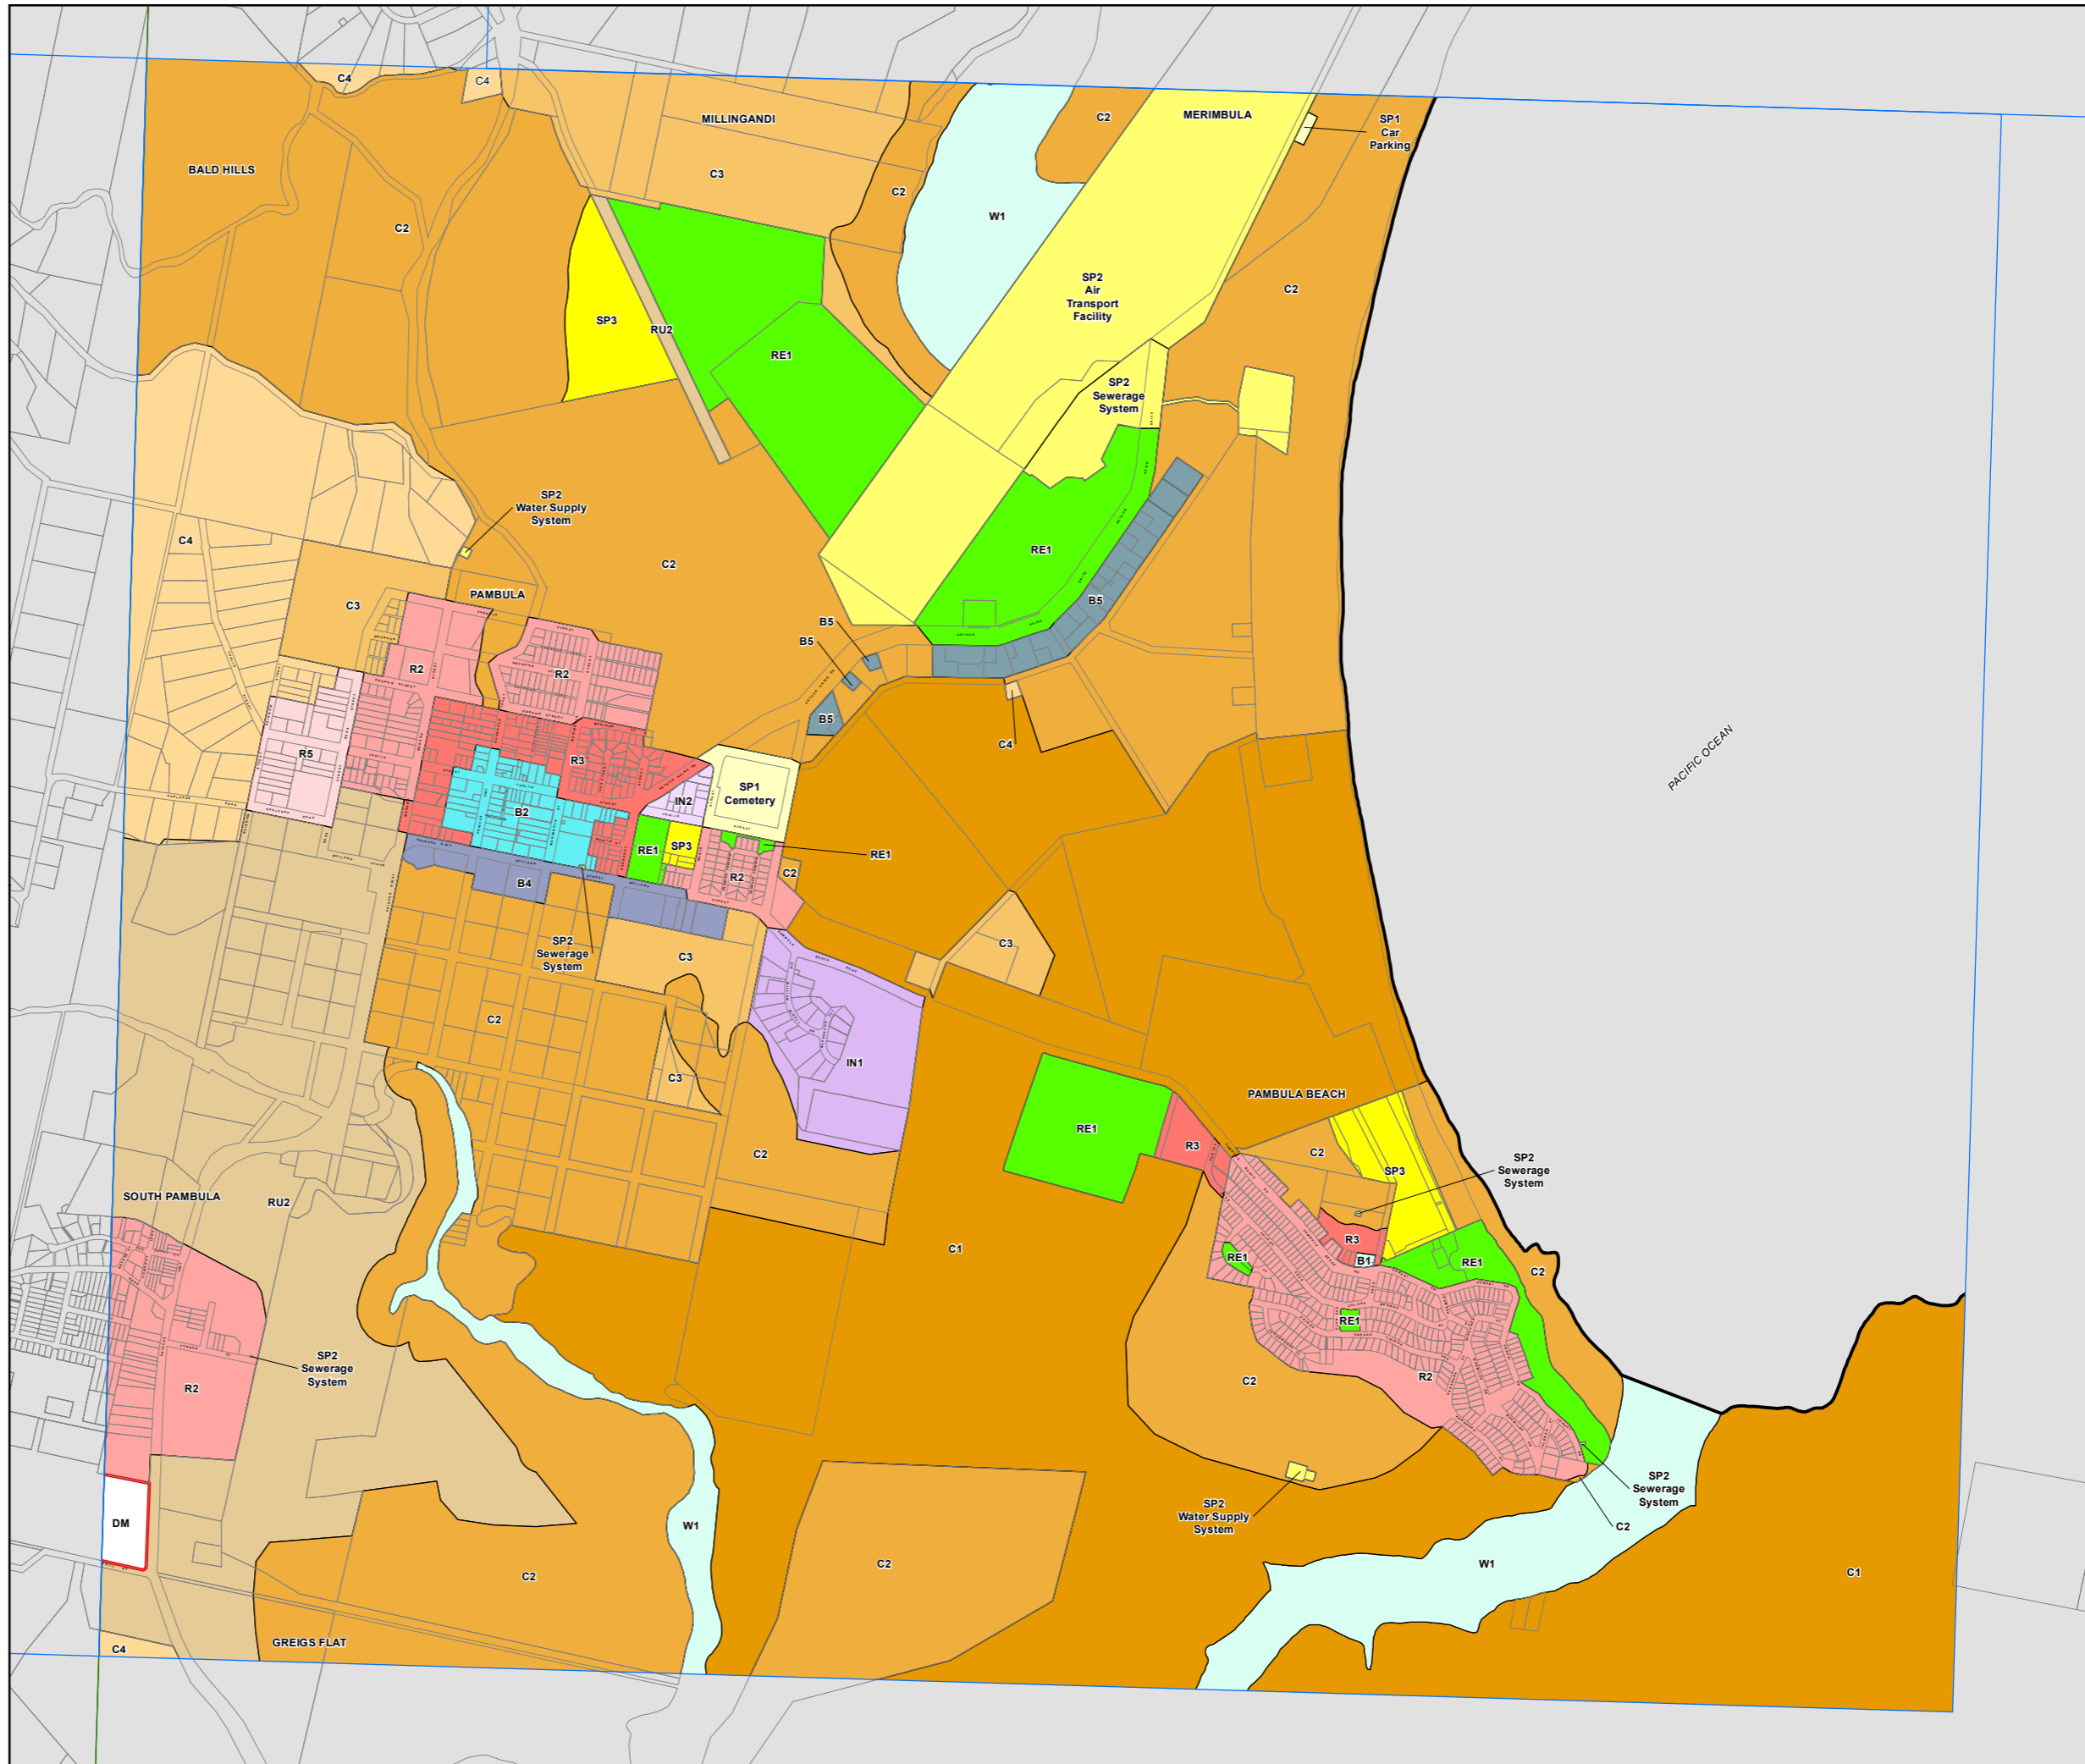 C4
C4
MILLINGANDI
C2
MERIMBULA
SP1
Car
Parking
BALD HILLS
C3
C2
C2
W1
SP2
Air
Transport
Facility
C2
SP3
RU2
RE1
SP2
Sewerage
System
SP2
Water Supply
System
C4
C2
RE1
C3
PAMBULA
B5
B5
B5
R2
R2
B5
C4
R5
R3
SP1
Cemetery
IN2
B2
RE1
SP3
RE1
R2
C2
B4
SP2
Sewerage
System
C3
C3
PACIFIC OCEAN
C2
IN1
C3
PAMBULA BEACH
RE1
R3
C2
SP3
SP2
Sewerage
System
C2
SOUTH PAMBULA
RU2
C1
R3
B1
RE1
RE1
C2
RE1
SP2
Sewerage
System
R2
C2
R2
SP2
Sewerage
System
SP2
Water Supply
System
C2
DM
W1
C2
C2
W1
C1
GREIGS FLAT
C4